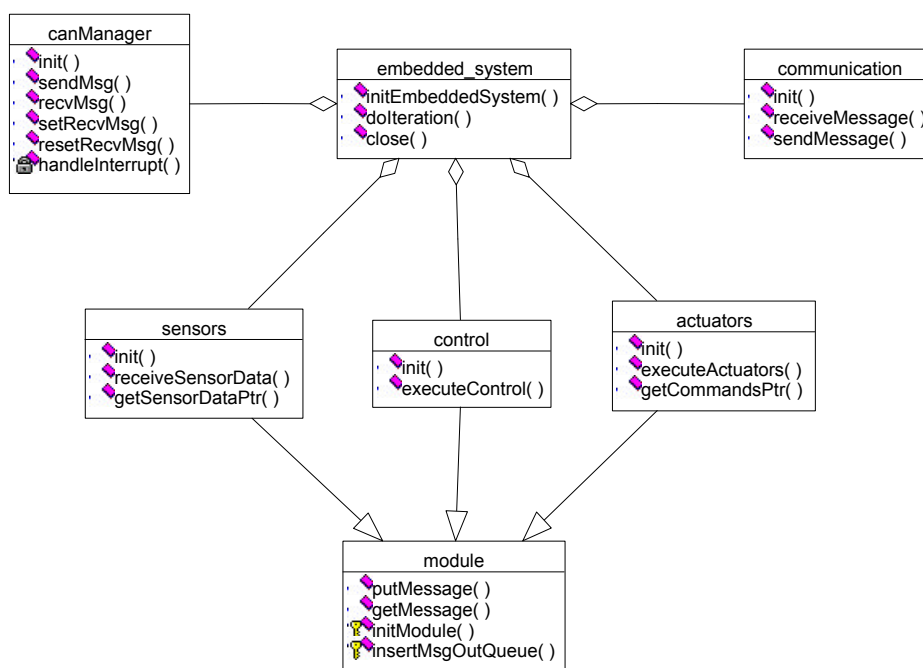 canManager
init( )
sendMsg( )
recvMsg( )
setRecvMsg( )
resetRecvMsg( )
handleInterrupt( )
embedded_system
initEmbeddedSystem( )
doIteration( )
close( )
communication
init( )
receiveMessage( )
sendMessage( )
sensors
init( )
receiveSensorData( )
getSensorDataPtr( )
control
init( )
executeControl( )
actuators
init( )
executeActuators( )
getCommandsPtr( )
module
putMessage( )
getMessage( )
initModule( )
insertMsgOutQueue( )